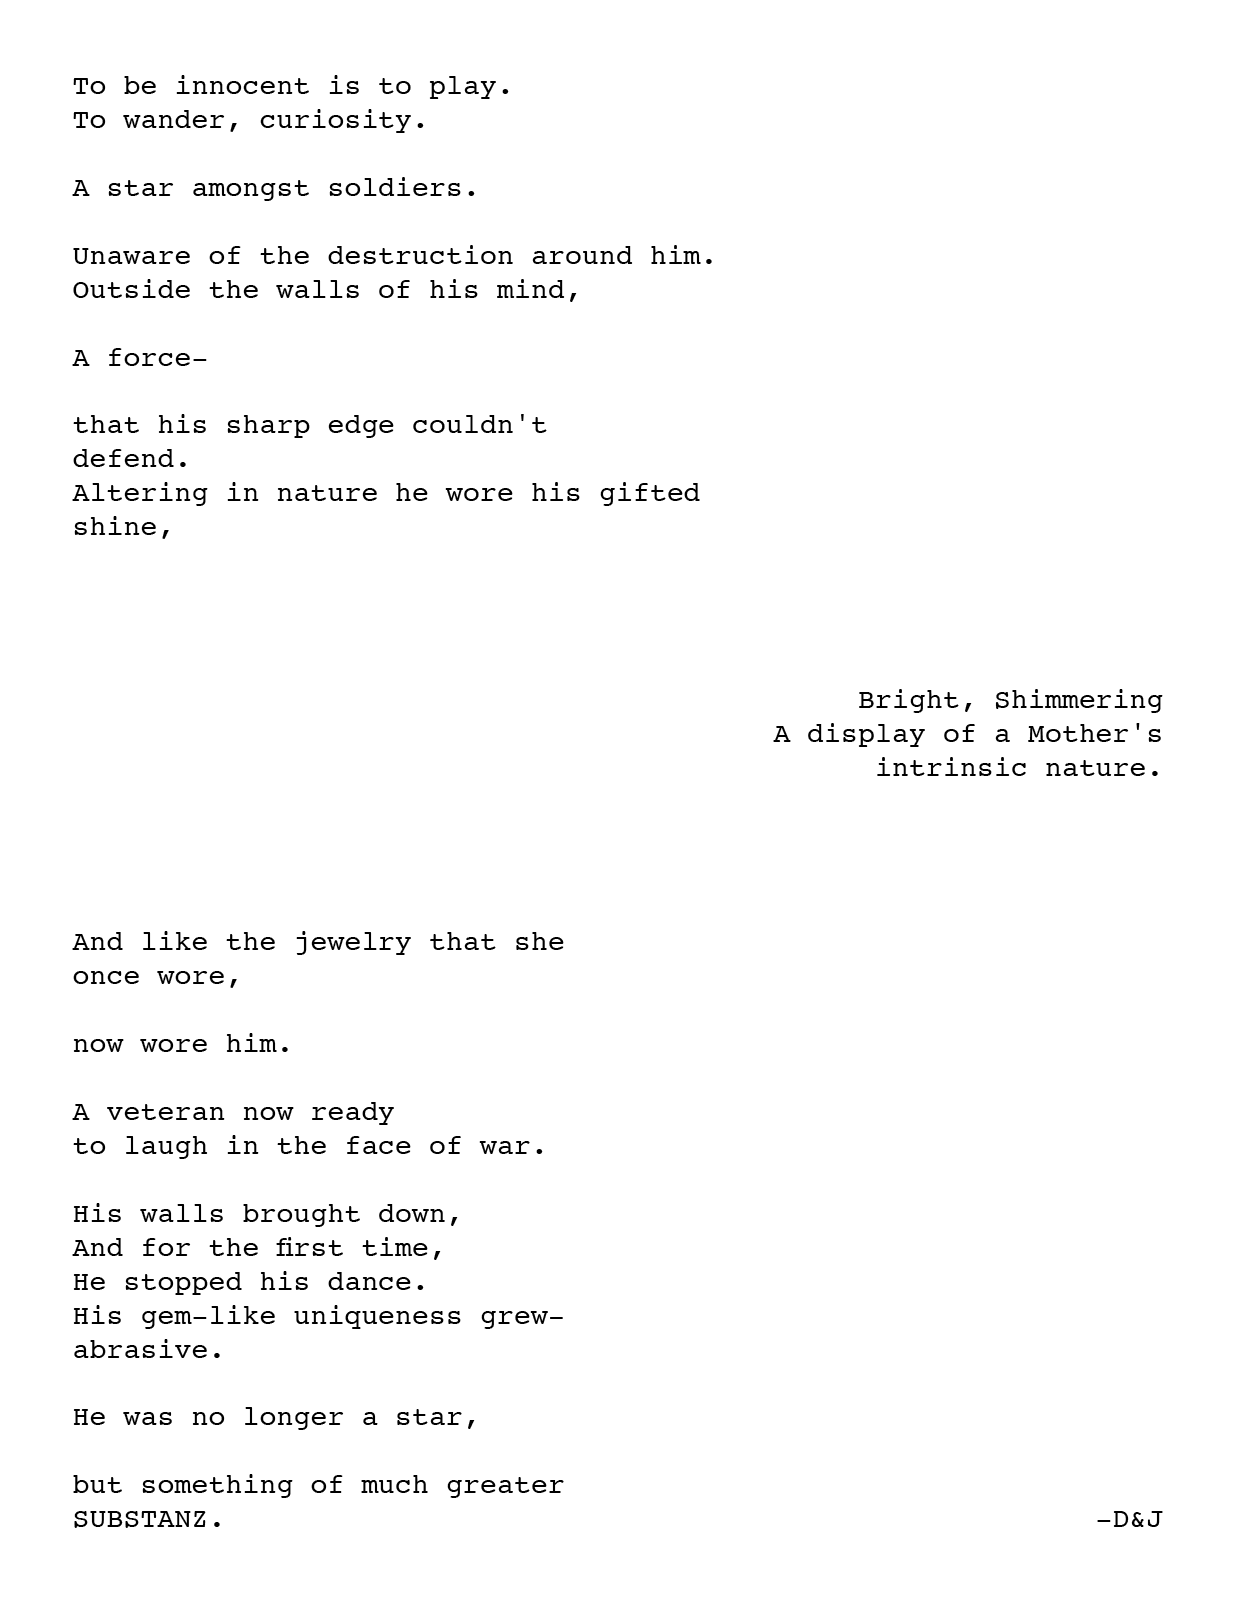 To be innocent is to play.
To wander, curiosity.
A star amongst soldiers.
Unaware of the destruction around him.
Outside the walls of his mind,
A force-
that his sharp edge couldn't
defend.
Altering in nature he wore his gifted
shine,
Bright, Shimmering
A display of a Mother's
intrinsic nature.
And like the jewelry that she
once wore,
now wore him.
A veteran now ready
to laugh in the face of war.
His walls brought down,
And for the first time,
He stopped his dance.
His gem-like uniqueness grew-
abrasive.
He was no longer a star,
but something of much greater
SUBSTANZ.
-D&J